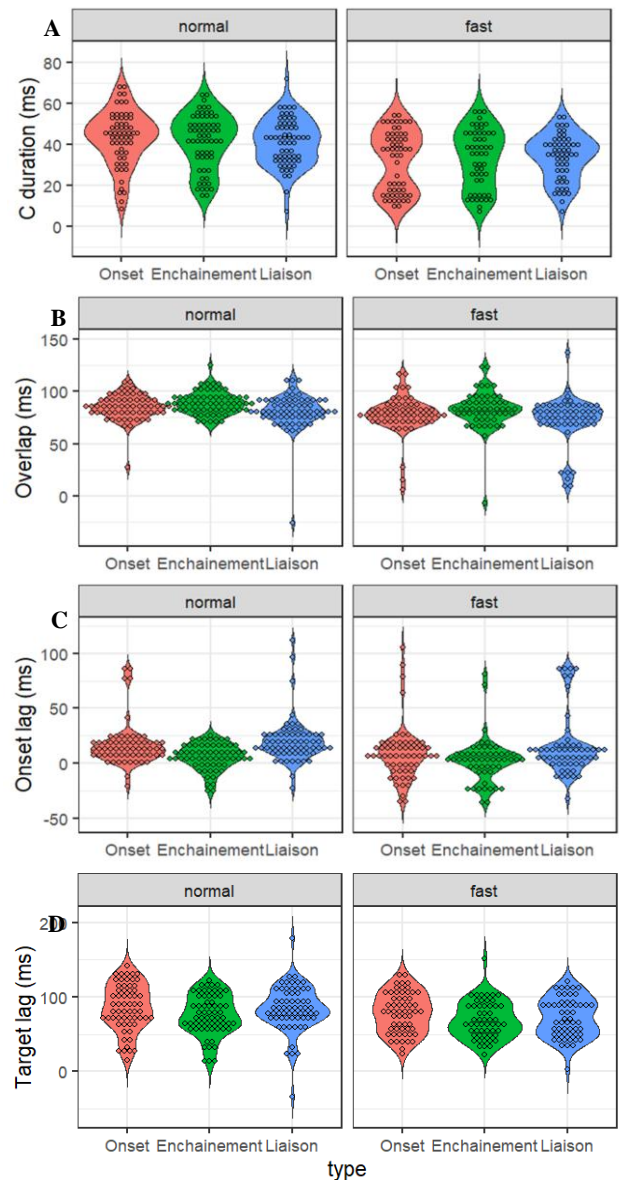 A
normal fast
C duration (ms)
80
60
40
20
0
Onset Enchainement Liaison Onset Enchainement Liaison
B
normal fast
Overlap (ms)
150
100
50
0
Onset Enchainement Liaison Onset Enchainement Liaison
C
normal fast
Onset lag (ms)
100
50
0
-50
Onset Enchainement Liaison Onset Enchainement Liaison
D
normal fast
Target lag (ms)
100
0
Onset Enchainement Liaison Onset Enchainement Liaison
type